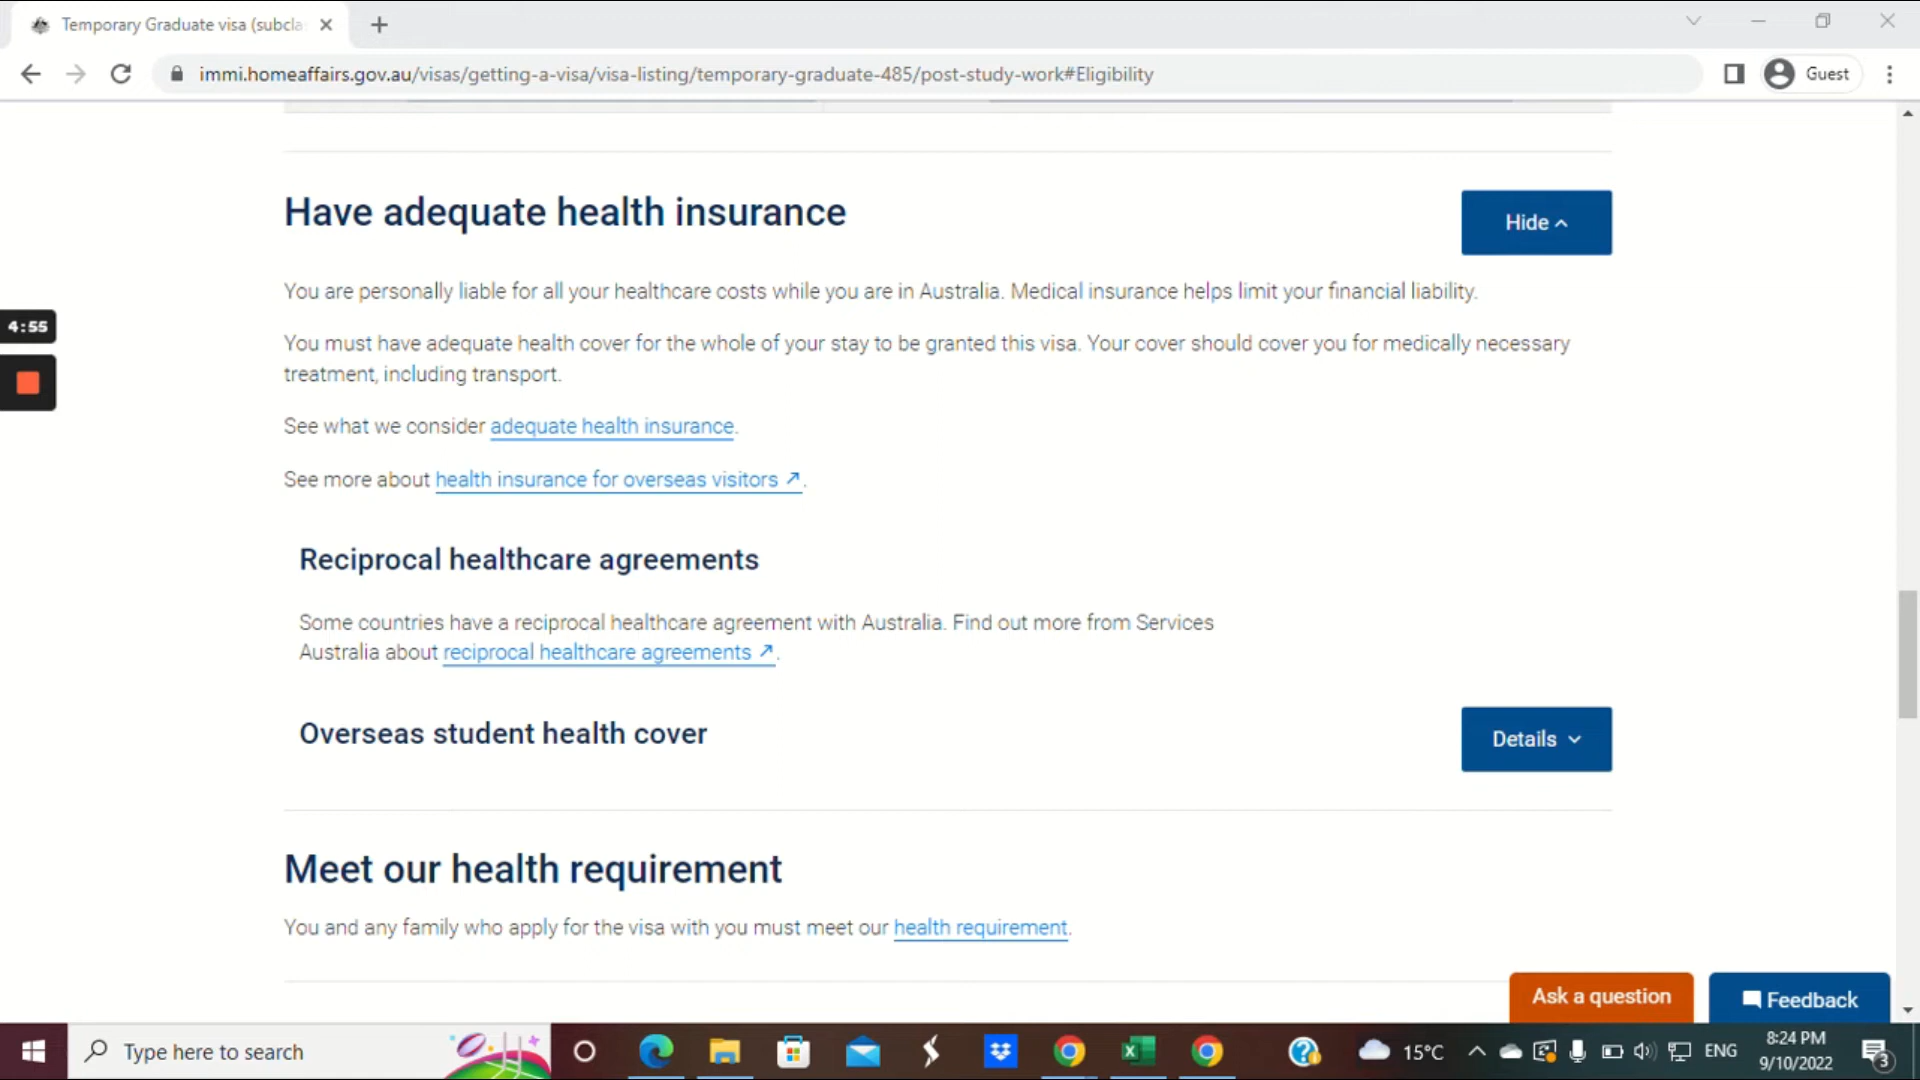 Temporary Graduate visa (subcla
immi.homeaffairs.gov.au/visas/getting-a-visa/visa-listing/temporary-graduate-485/post-study-work#Eligibility
Guest
Have adequate health insurance
Hide
You are personally liable for all your healthcare costs while you are in Australia. Medical insurance helps limit your financial liability.
4:55
You must have adequate health cover for the whole of your stay to be granted this visa. Your cover should cover you for medically necessary
treatment, including transport.
See what we consider adequate health insurance.
See more about health insurance for overseas visitors ↗.
Reciprocal healthcare agreements
Some countries have a reciprocal healthcare agreement with Australia. Find out more from Services
Australia about reciprocal healthcare agreements ↗.
Overseas student health cover
Details
Meet our health requirement
You and any family who apply for the visa with you must meet our health requirement.
Ask a question
Feedback
Type here to search
15°C
ENG
8:24 PM
9/10/2022
3